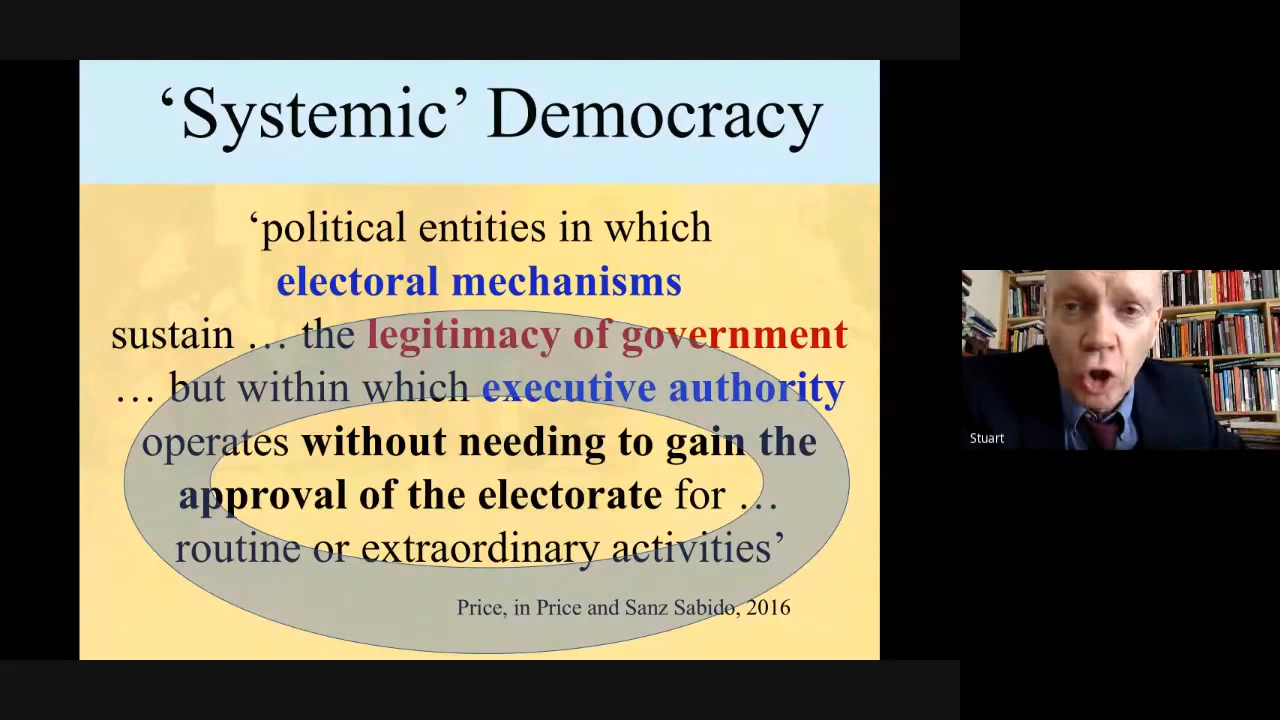 ‘Systemic’ Democracy
‘political entities in which
electoral mechanisms
sustain … the legitimacy of government
… but within which executive authority
operates without needing to gain the
approval of the electorate for …
routine or extraordinary activities’
Price, in Price and Sanz Sabido, 2016
Stuart